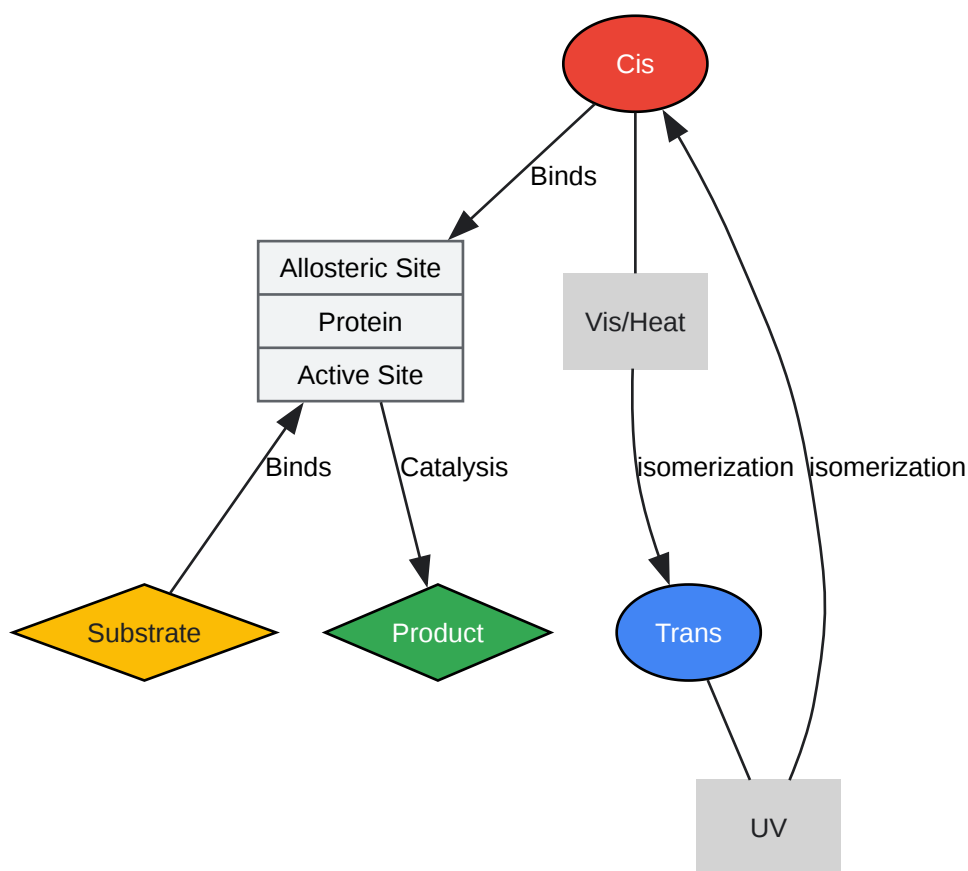 Cis
Binds
Allosteric Site
Protein
Active Site
Vis/Heat
Binds
Catalysis
isomerization
isomerization
Substrate
Product
Trans
UV